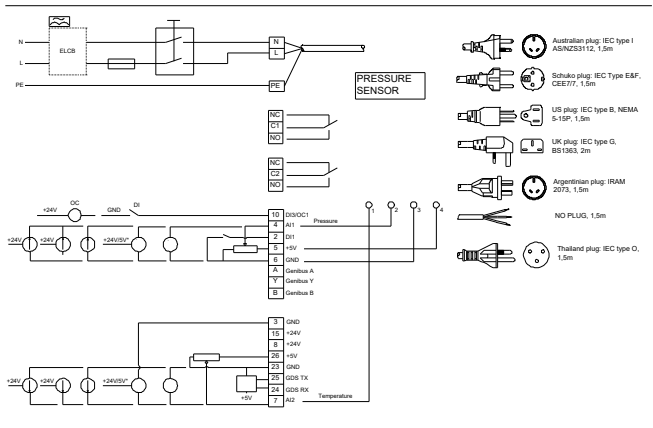 N
ELCB
L
PE
N
L
PE
PRESSURE
SENSOR
NC
C1
NO
NC
C2
NO
+24V
OC
GND
DI
+24V
+24V
+24V/5V*
10 DI3/OC1
4 AI1
Pressure
2 DI1
5 +5V
6 GND
A Genibus A
Y Genibus Y
B Genibus B
1
2
3
4
3 GND
15 +24V
8 +24V
26 +5V
23 GND
25 GDS TX
24 GDS RX
7 AI2
Temperature
+24V
+24V
+24V/5V*
+5V
Australian plug: IEC type I
AS/NZS3112, 1,5m
Schuko plug: IEC Type E&F,
CEE7/7, 1,5m
US plug: IEC type B, NEMA
5-15P, 1,5m
UK plug: IEC type G,
BS1363, 2m
Argentinian plug: IRAM
2073, 1,5m
NO PLUG, 1,5m
Thailand plug: IEC type O,
1,5m